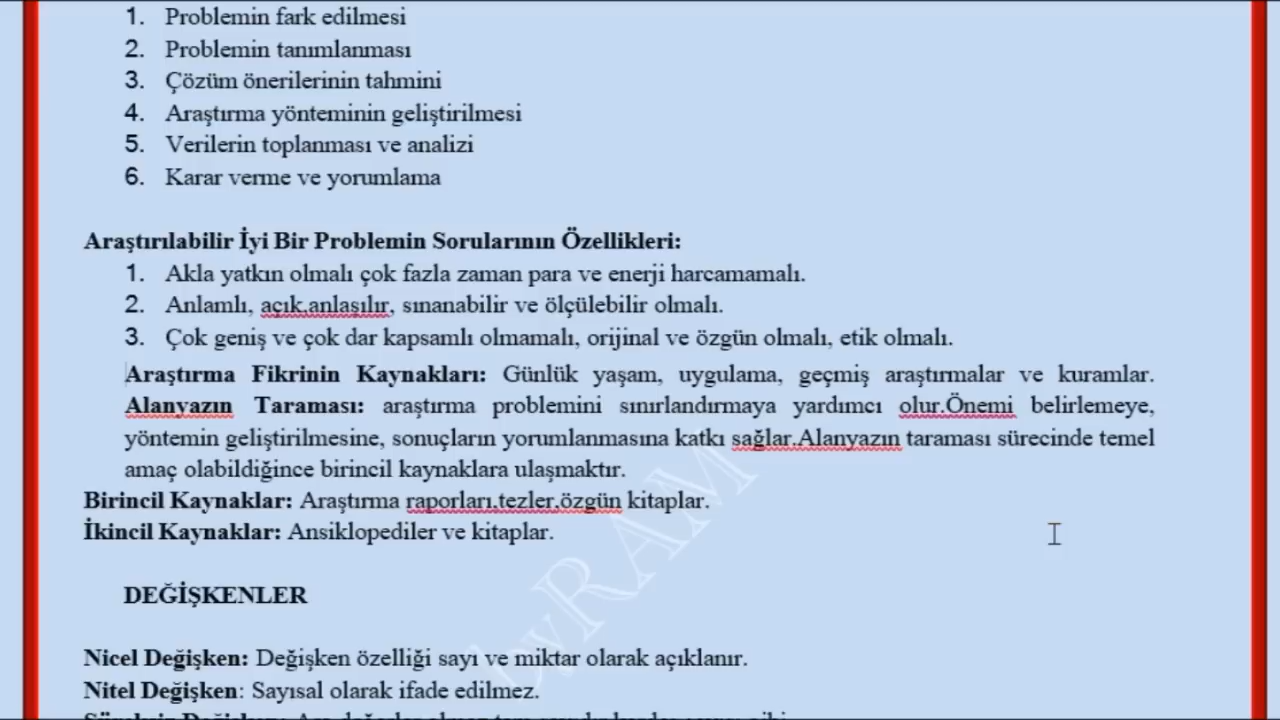 1. Problemin fark edilmesi
2. Problemin tanımlanması
3. Çözüm önerilerinin tahmini
4. Araştırma yönteminin geliştirilmesi
5. Verilerin toplanması ve analizi
6. Karar verme ve yorumlama
Araştırılabilir İyi Bir Problemin Sorularının Özellikleri:
1. Akla yatkın olmalı çok fazla zaman para ve enerji harcamamalı.
2. Anlamlı, açık,anlaşılır, sınanabilir ve ölçülebilir olmalı.
3. Çok geniş ve çok dar kapsamlı olmamalı, orijinal ve özgün olmalı, etik olmalı.
Araştırma Fikrinin Kaynakları: Günlük yaşam, uygulama, geçmiş araştırmalar ve kuramlar.
Alanyazın Taraması: araştırma problemini sınırlandırmaya yardımcı olur.Önemi belirlemeye,
yöntemin geliştirilmesine, sonuçların yorumlanmasına katkı sağlar.Alanyazın taraması sürecinde temel
amaç olabildiğince birincil kaynaklara ulaşmaktır.
Birincil Kaynaklar: Araştırma raporları,tezler,özgün kitaplar.
İkincil Kaynaklar: Ansiklopediler ve kitaplar.
DEĞİŞKENLER
Nicel Değişken: Değişken özelliği sayı ve miktar olarak açıklanır.
Nitel Değişken: Sayısal olarak ifade edilmez.
byRAM